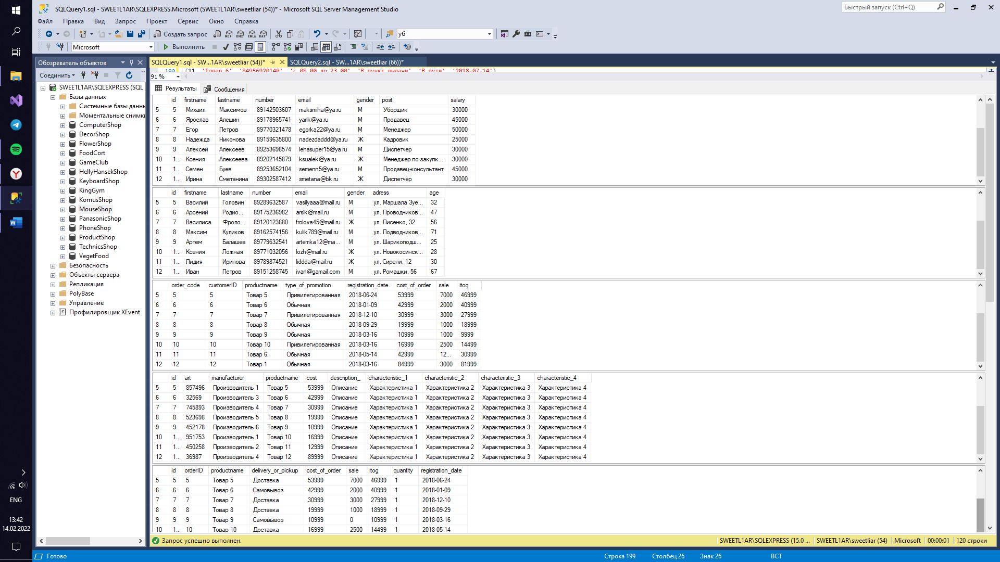 SQLQuery1.sql - SWEETL1AR\SQLEXPRESS.Microsoft (SWEETL1AR\sweetliar (54))* - Microsoft SQL Server Management Studio
Быстрый запуск (Ctrl+Q)
Файл Правка Вид Запрос Проект Сервис Окно Справка
Создать запрос MDX DMX XMLA DAX у6
Microsoft Выполнить
Обозреватель объектов
Соединить
SWEETL1AR\SQLEXPRESS (SQL
Базы данных
Системные базы данн
Моментальные снимки
ComputerShop
DecorShop
FlowerShop
FoodCort
GameClub
HellyHansekShop
KeyboardShop
KingGym
KomusShop
MouseShop
PanasonicShop
PhoneShop
ProductShop
TechnicsShop
VegetFood
Безопасность
Объекты сервера
Репликация
PolyBase
Управление
Профилировщик XEvent
SQLQuery1.sql - SW...1AR\sweetliar (54))* SQLQuery2.sql - SW...1AR\sweetliar (66))*
190 (11, 'Товар 6', '84956920140', 'с 08.00 до 23.00', 'В пункт выдачи', 'В пути', '2018-07-14')
91 %
Результаты Сообщения
id firstname lastname number email gender post salary
5 5 Михаил Максимов 89142503607 maksmiha@ya.ru М Уборщик 30000
6 6 Ярослав Алешин 89178965741 yarik@ya.ru М Продавец 45000
7 7 Егор Петров 89770321478 egorka22@ya.ru М Менеджер 50000
8 8 Надежда Никонова 89159635800 nadezdaddd@ya.ru Ж Кадровик 25000
9 9 Алексей Алексеев 89253698574 lehasuper15@ya.ru М Диспетчер 30000
10 1... Ксения Алексеева 89202145879 ksualek@ya.ru Ж Менеджер по закупк... 30000
11 1... Семен Буев 89253652104 semenn5@ya.ru М Продавец-консультант 45000
12 1... Ирина Сметанина 89302587412 smetana@bk.ru Ж Диспетчер 30000
id firstname lastname number email gender adress age
5 5 Василий Головин 89289632587 vasilyaaa@mail.ru М ул. Маршала Зуе... 32
6 6 Арсений Родио... 89175236982 arsik@mail.ru М ул. Проводников... 47
7 7 Василиса Фроло... 89120123680 frolova45@mail.ru Ж ул. Лисенко, 32 56
8 8 Максим Куликов 89162574156 kulik789@mail.ru М ул. Подводников... 71
9 9 Артем Балашев 89779632541 artemka12@ma... М ул. Шарикоподш... 25
10 1... Ксения Ложная 89771032056 lozh@mail.ru Ж ул. Новокосинск... 28
11 1... Лидия Иринова 89789874521 liddda@mail.ru Ж ул. Сирени, 12 30
12 1... Иван Петров 89151258745 ivan@gamail.com М ул. Ромашки, 56 67
order_code customerID productname type_of_promotion registration_date cost_of_order sale itog
5 5 5 Товар 5 Привилегированная 2018-06-24 53999 7000 46999
6 6 6 Товар 6 Обычная 2018-01-09 42999 2000 40999
7 7 7 Товар 7 Привилегированная 2018-12-10 30999 3000 27999
8 8 8 Товар 8 Обычная 2018-09-29 19999 1000 18999
9 9 9 Товар 9 Обычная 2018-03-16 10999 1000 9999
10 10 10 Товар 10 Привилегированная 2018-03-16 16999 2500 14499
11 11 11 Товар 6, Обычная 2018-05-14 42999 12... 30999
12 12 12 Товар 1 Обычная 2018-03-16 84999 3000 81999
id art manufacturer productname cost description_ characteristic_1 characteristic_2 characteristic_3 characteristic_4
5 5 857496 Производитель 1 Товар 5 53999 Описание Характеристика 1 Характеристика 2 Характеристика 3 Характеристика 4
6 6 32569 Производитель 3 Товар 6 42999 Описание Характеристика 1 Характеристика 2 Характеристика 3 Характеристика 4
7 7 745893 Производитель 4 Товар 7 30999 Описание Характеристика 1 Характеристика 2 Характеристика 3 Характеристика 4
8 8 523698 Производитель 5 Товар 8 19999 Описание Характеристика 1 Характеристика 2 Характеристика 3 Характеристика 4
9 9 452178 Производитель 6 Товар 9 10999 Описание Характеристика 1 Характеристика 2 Характеристика 3 Характеристика 4
10 1... 951753 Производитель 1 Товар 10 16999 Описание Характеристика 1 Характеристика 2 Характеристика 3 Характеристика 4
11 1... 450258 Производитель 2 Товар 11 12999 Описание Характеристика 1 Характеристика 2 Характеристика 3 Характеристика 4
12 1... 36987 Производитель 4 Товар 12 89999 Описание Характеристика 1 Характеристика 2 Характеристика 3 Характеристика 4
id orderID productname delivery_or_pickup cost_of_order sale itog quantity registration_date
5 5 5 Товар 5 Доставка 53999 7000 46999 1 2018-06-24
6 6 6 Товар 6 Самовывоз 42999 2000 40999 1 2018-01-09
7 7 7 Товар 7 Доставка 30999 3000 27999 1 2018-12-10
8 8 8 Товар 8 Доставка 19999 1000 18999 1 2018-09-29
9 9 9 Товар 9 Самовывоз 10999 0 10999 1 2018-03-16
10 1... 10 Товар 10 Доставка 16999 2500 14499 1 2018-05-14
Запрос успешно выполнен. SWEETL1AR\SQLEXPRESS (15.0 ... SWEETL1AR\sweetliar (54) Microsoft 00:00:01 120 строки
Готово Строка 199 Столбец 26 Знак 26 ВСТ
ENG
13:42
14.02.2022